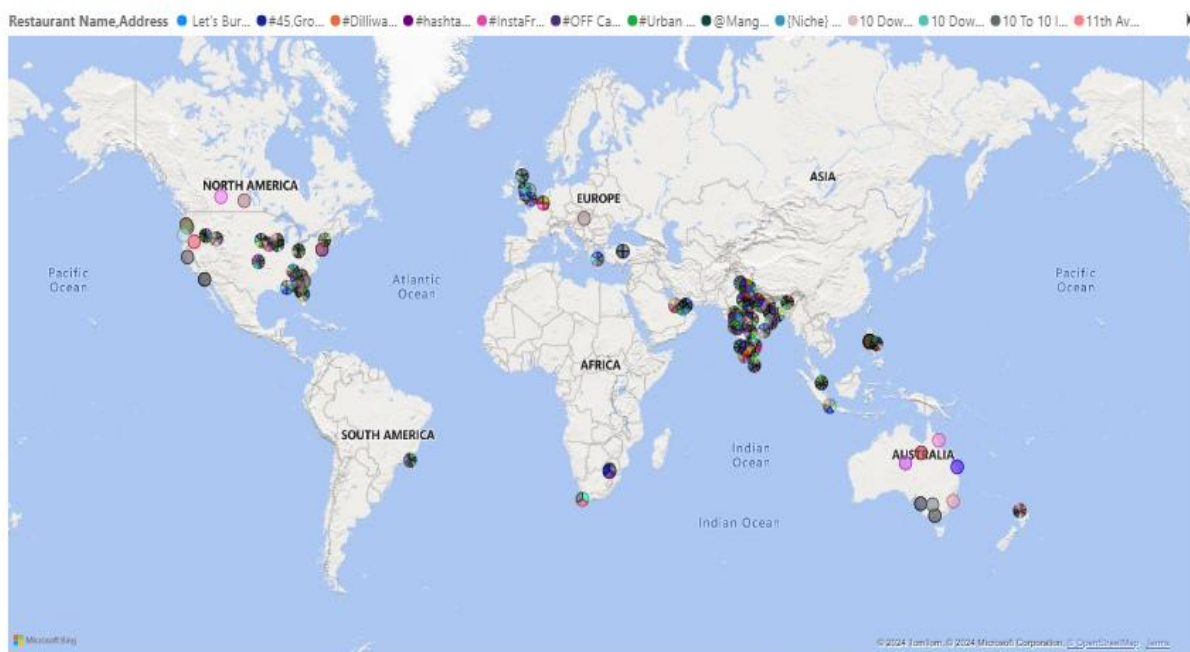 Restaurant Name,Address Let's Bur... #45,Gro... #Dilliwa... #hashta... #InstaFr... #OFF Ca... #Urban ... @Mang... {Niche} ... 10 Dow... 10 Dow... 10 To 10 I... 11th Av...
NORTH AMERICA
ASIA
EUROPE
Pacific
Ocean
Atlantic
Ocean
Pacific
Ocean
AFRICA
SOUTH AMERICA
Indian
Ocean
AUSTRALIA
Indian Ocean
Microsoft Bing
© 2024 TomTom, © 2024 Microsoft Corporation, © OpenStreetMap Terms